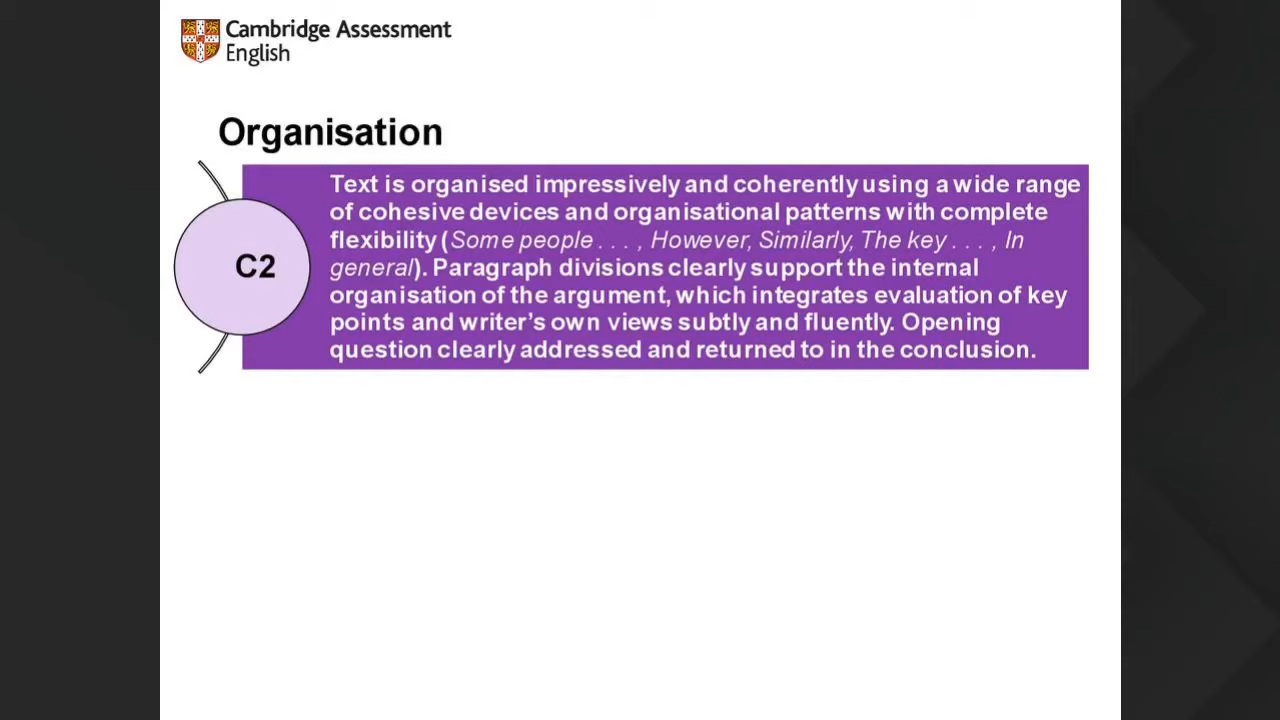 Cambridge Assessment
English
Organisation
C2
Text is organised impressively and coherently using a wide range
of cohesive devices and organisational patterns with complete
flexibility (Some people . . . , However, Similarly, The key . . . , In
general). Paragraph divisions clearly support the internal
organisation of the argument, which integrates evaluation of key
points and writer's own views subtly and fluently. Opening
question clearly addressed and returned to in the conclusion.